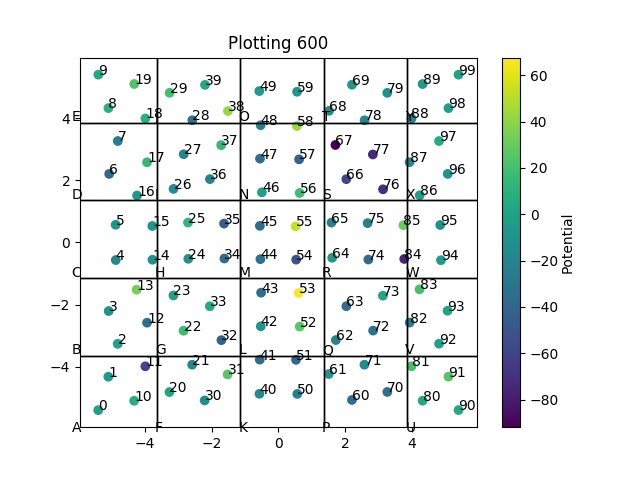 Plotting 600
9 19 29 39 49 59 69 79 89 99
8 18 28 38 48 58 68 78 88 98
E O T Y
7 17 27 37 47 57 67 77 87 97
6 16 26 36 46 56 66 76 86 96
D I N S X
5 15 25 35 45 55 65 75 85 95
4 14 24 34 44 54 64 74 84 94
C H M R W
3 13 23 33 43 53 63 73 83 93
2 12 22 32 42 52 62 72 82 92
B G L Q V
1 11 21 31 41 51 61 71 81 91
0 10 20 30 40 50 60 70 80 90
A F K P U
4
2
0
−2
−4
−4 −2 0 2 4
60
40
20
0
−20
−40
−60
−80
Potential